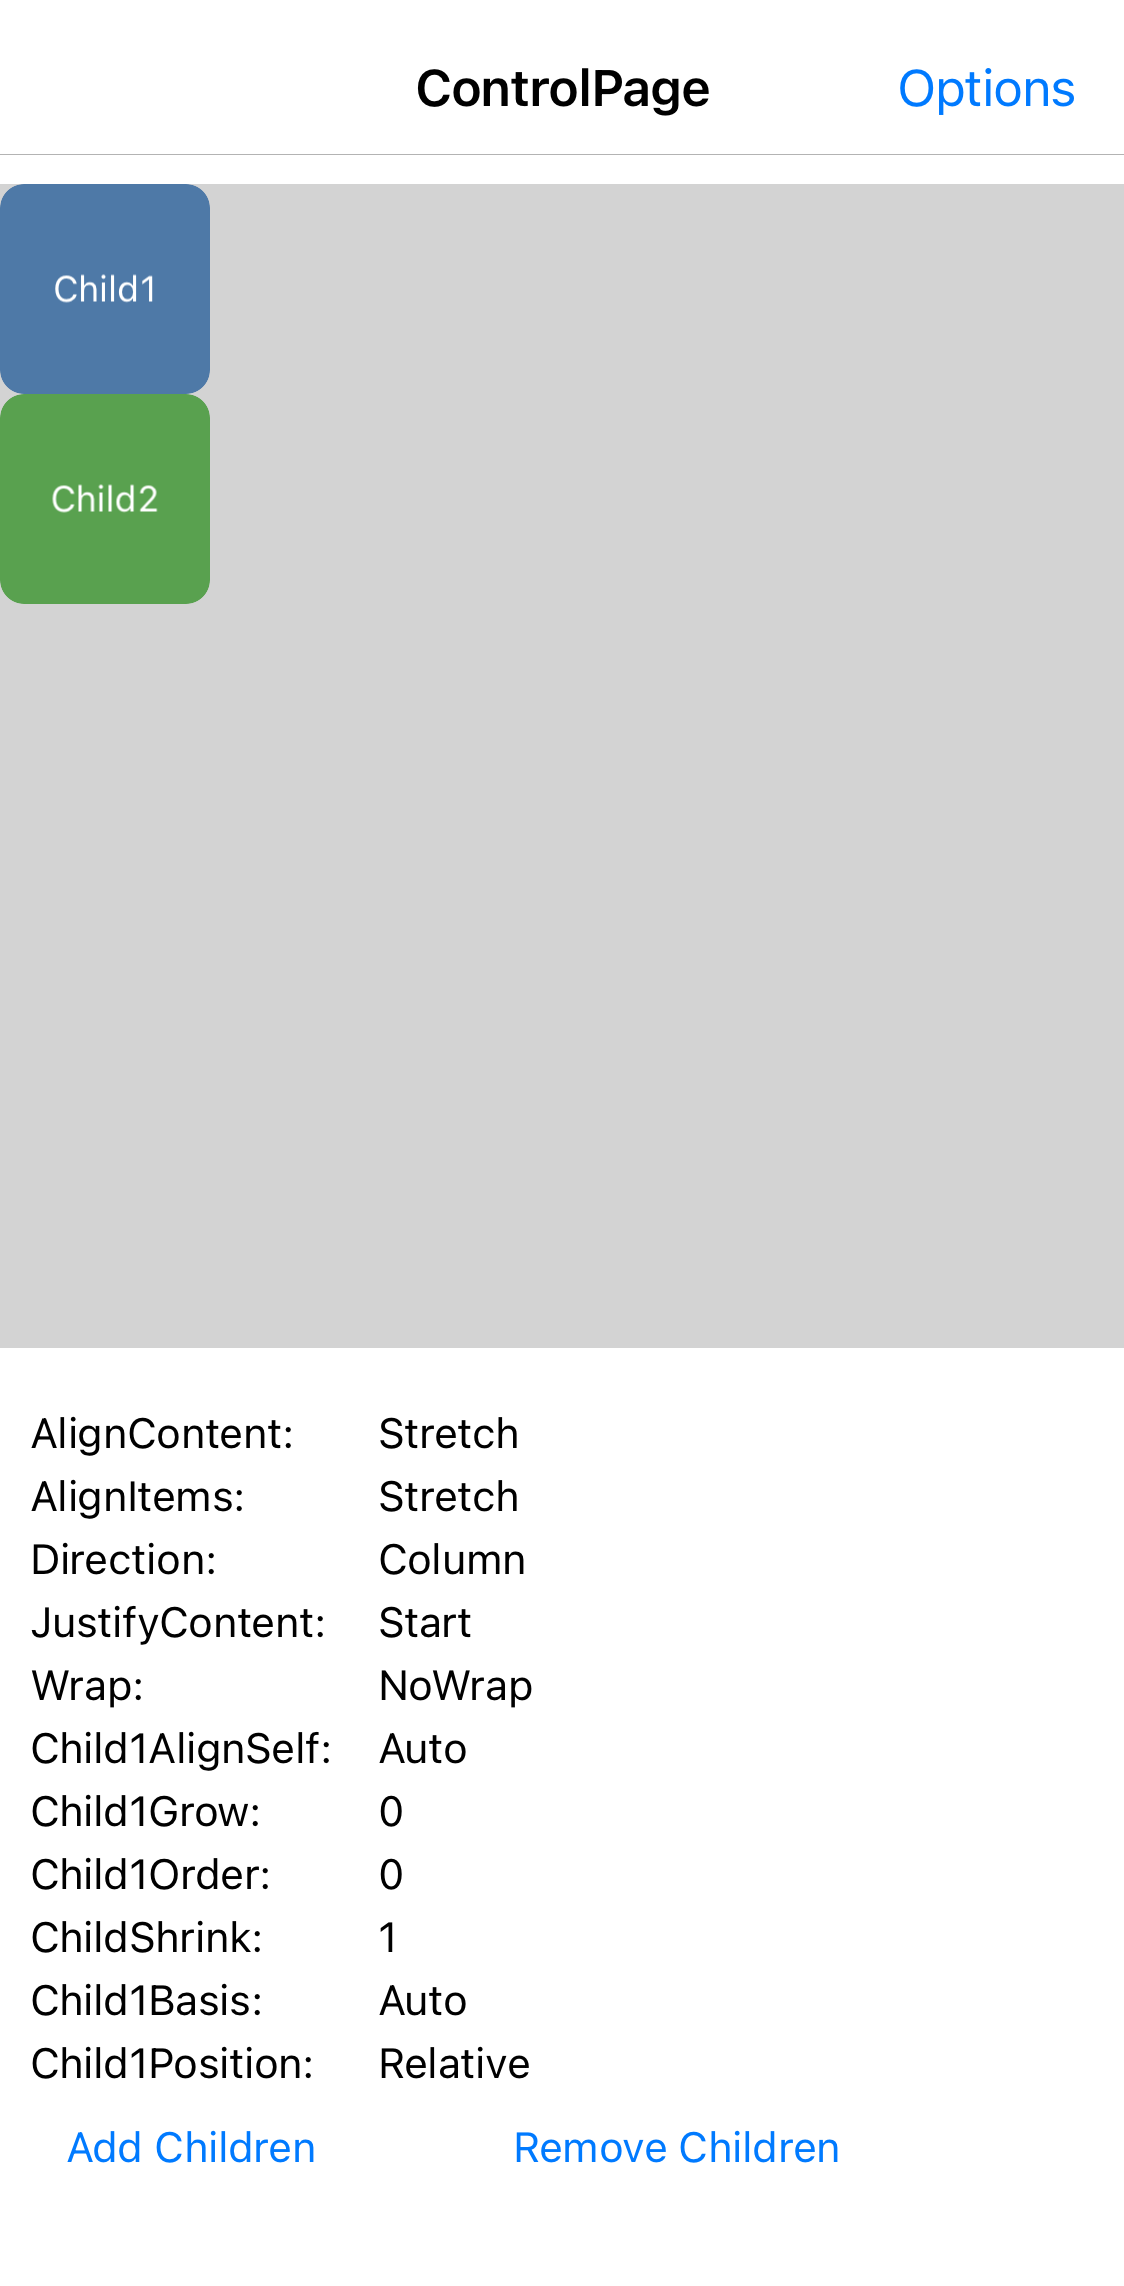 ControlPage Options
Child1
Child2
AlignContent: Stretch
AlignItems: Stretch
Direction: Column
JustifyContent: Start
Wrap: NoWrap
Child1AlignSelf: Auto
Child1Grow: 0
Child1Order: 0
ChildShrink: 1
Child1Basis: Auto
Child1Position: Relative
Add Children Remove Children